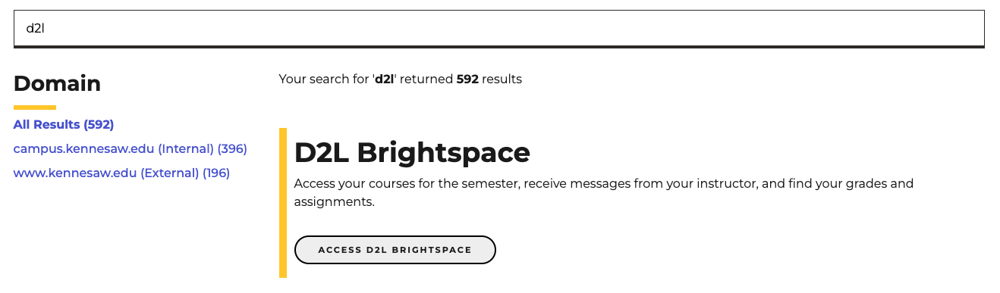 d2l
Domain
All Results (592)
campus.kennesaw.edu (Internal) (396)
www.kennesaw.edu (External) (196)
Your search for 'd2l' returned 592 results
D2L Brightspace
Access your courses for the semester, receive messages from your instructor, and find your grades and
assignments.
ACCESS D2L BRIGHTSPACE